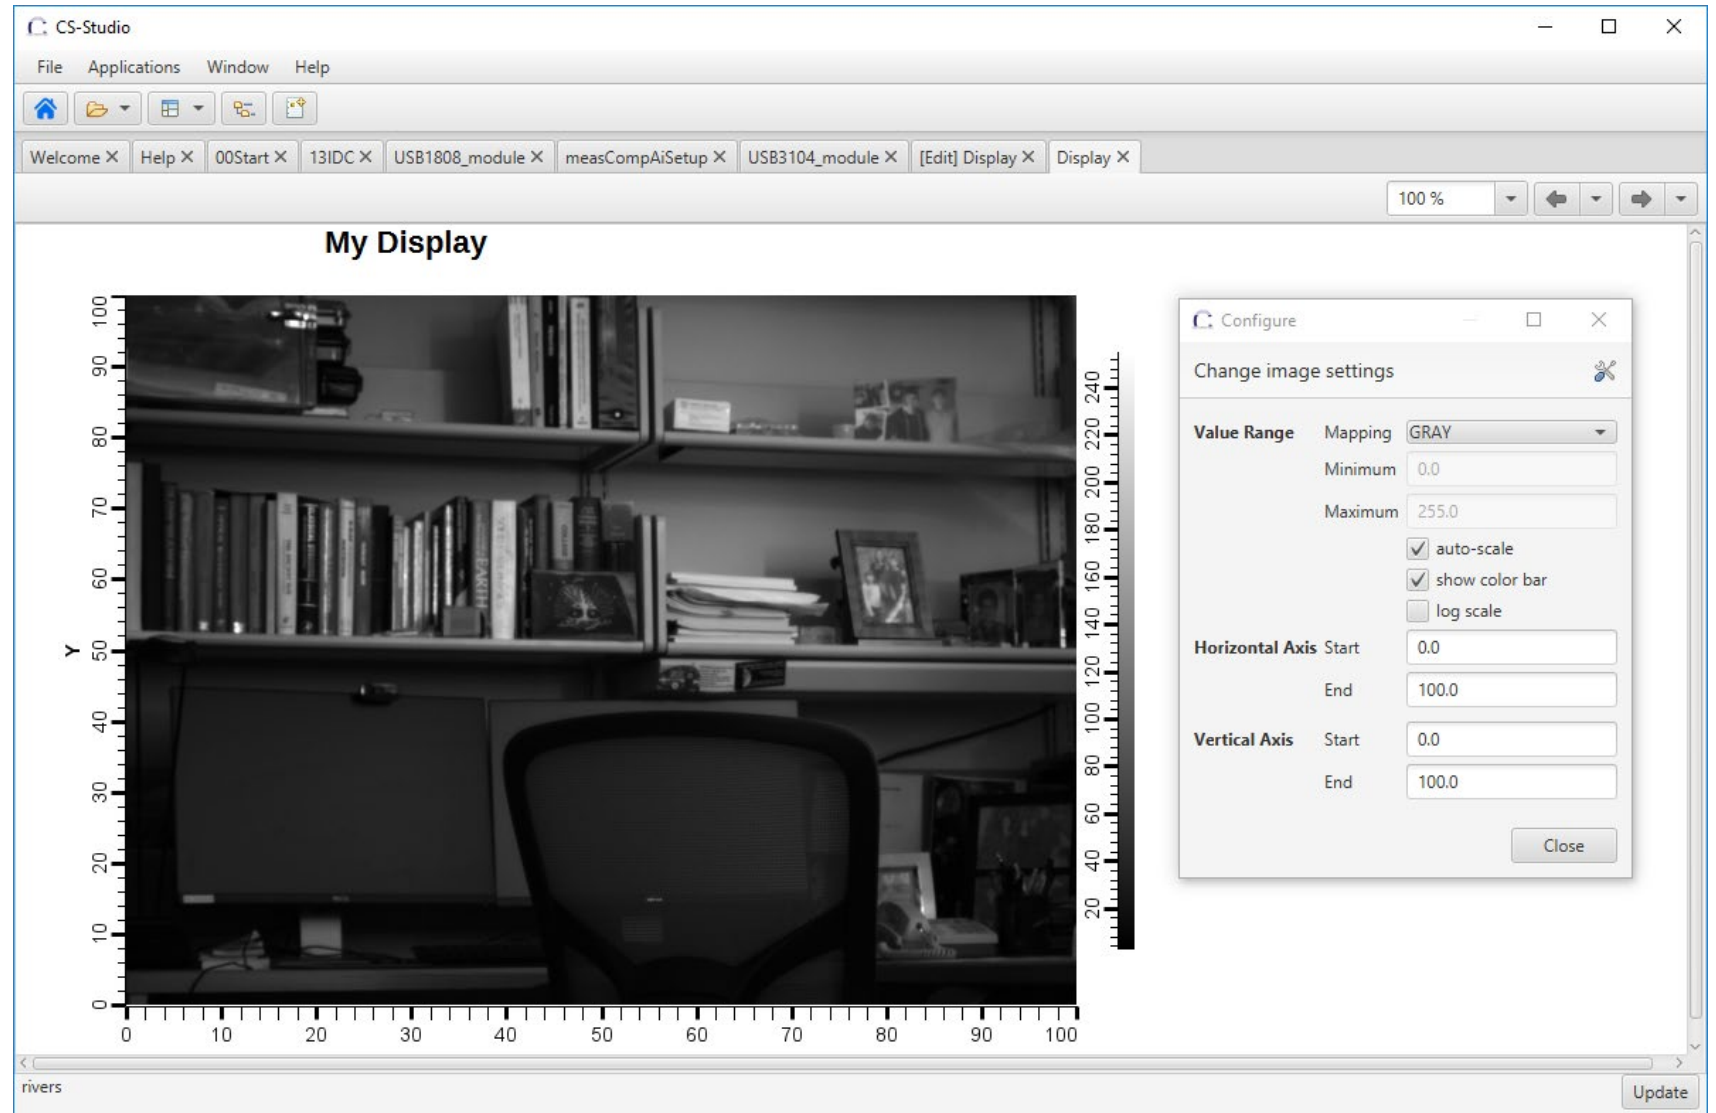 CS-Studio
File Applications Window Help
Welcome Help 00Start 13IDC USB1808_module measCompAiSetup USB3104_module [Edit] Display Display
100 %
My Display
Configure
Change image settings
Value Range Mapping GRAY
Minimum 0.0
Maximum 255.0
auto-scale
show color bar
log scale
Horizontal Axis Start 0.0
End 100.0
Vertical Axis Start 0.0
End 100.0
Close
Y
100
90
80
70
60
50
40
30
20
10
0
EARTH
240
220
200
180
160
140
120
100
80
60
40
20
0 10 20 30 40 50 60 70 80 90 100
rivers
Update